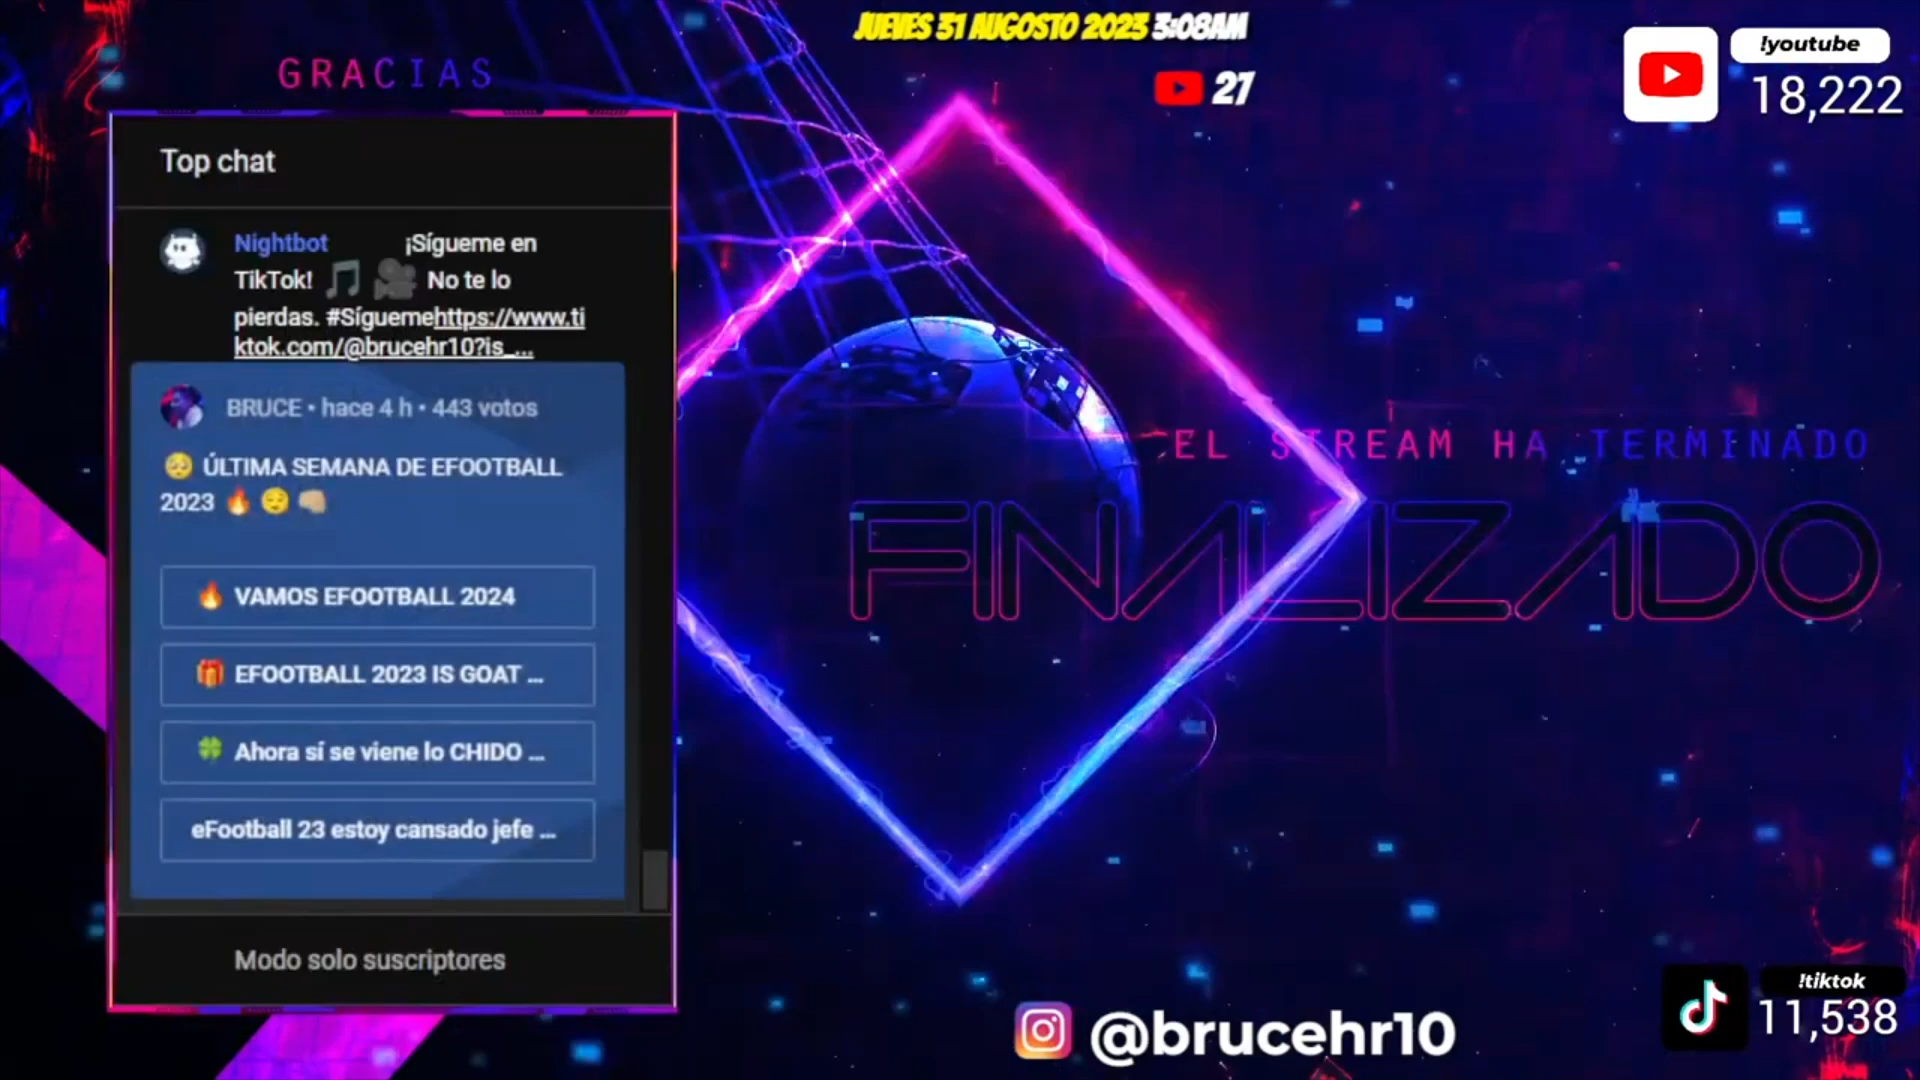 JUEVES 31 AUGOSTO 2023 3:08AM
27
!youtube
18,222
GRACIAS
Top chat
Nightbot ¡Sígueme en
TikTok! No te lo
pierdas. #Síguemehttps://www.ti
ktok.com/@brucehr10?is_...
BRUCE • hace 4 h • 443 votos
ÚLTIMA SEMANA DE EFOOTBALL
2023
VAMOS EFOOTBALL 2024
EFOOTBALL 2023 IS GOAT ...
Ahora sí se viene lo CHIDO ...
eFootball 23 estoy cansado jefe ...
Modo solo suscriptores
EL STREAM HA TERMINADO
FINALIZADO
@brucehr10
!tiktok
11,538